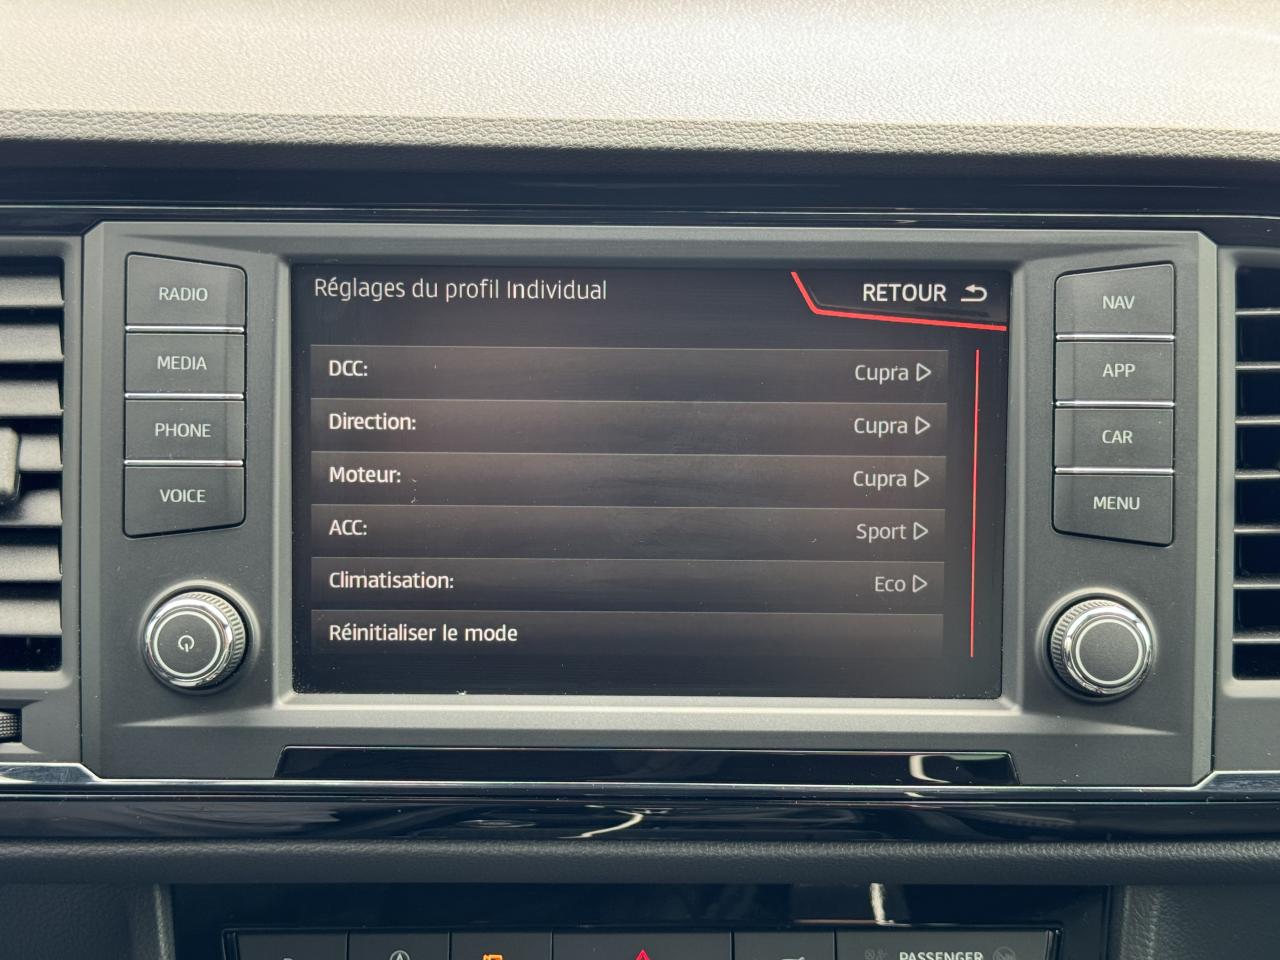 Réglages du profil Individual
RETOUR
DCC: Cupra
Direction: Cupra
Moteur: Cupra
ACC: Sport
Climatisation: Eco
Réinitialiser le mode
RADIO
MEDIA
PHONE
VOICE
NAV
APP
CAR
MENU
PASSENGER